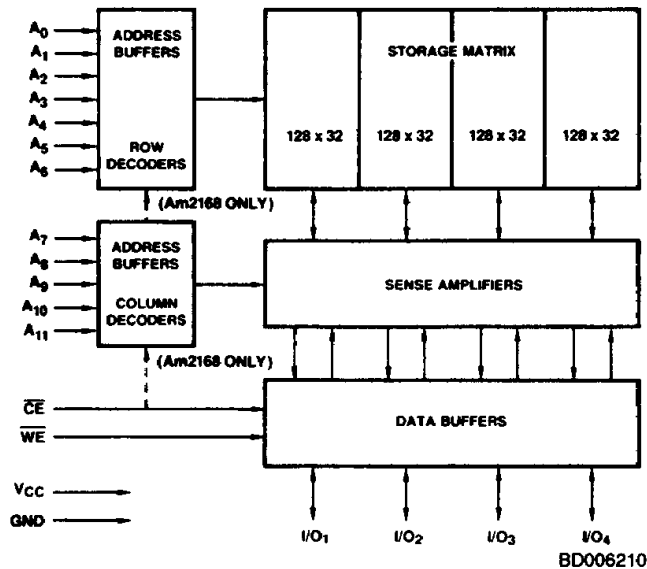 A0
A1
A2
A3
A4
A5
A6
ADDRESS
BUFFERS
ROW
DECODERS
STORAGE MATRIX
128 x 32
128 x 32
128 x 32
128 x 32
(Am2168 ONLY)
A7
A8
A9
A10
A11
ADDRESS
BUFFERS
COLUMN
DECODERS
SENSE AMPLIFIERS
(Am2168 ONLY)
CE
WE
DATA BUFFERS
VCC
GND
I/O1
I/O2
I/O3
I/O4
BD006210